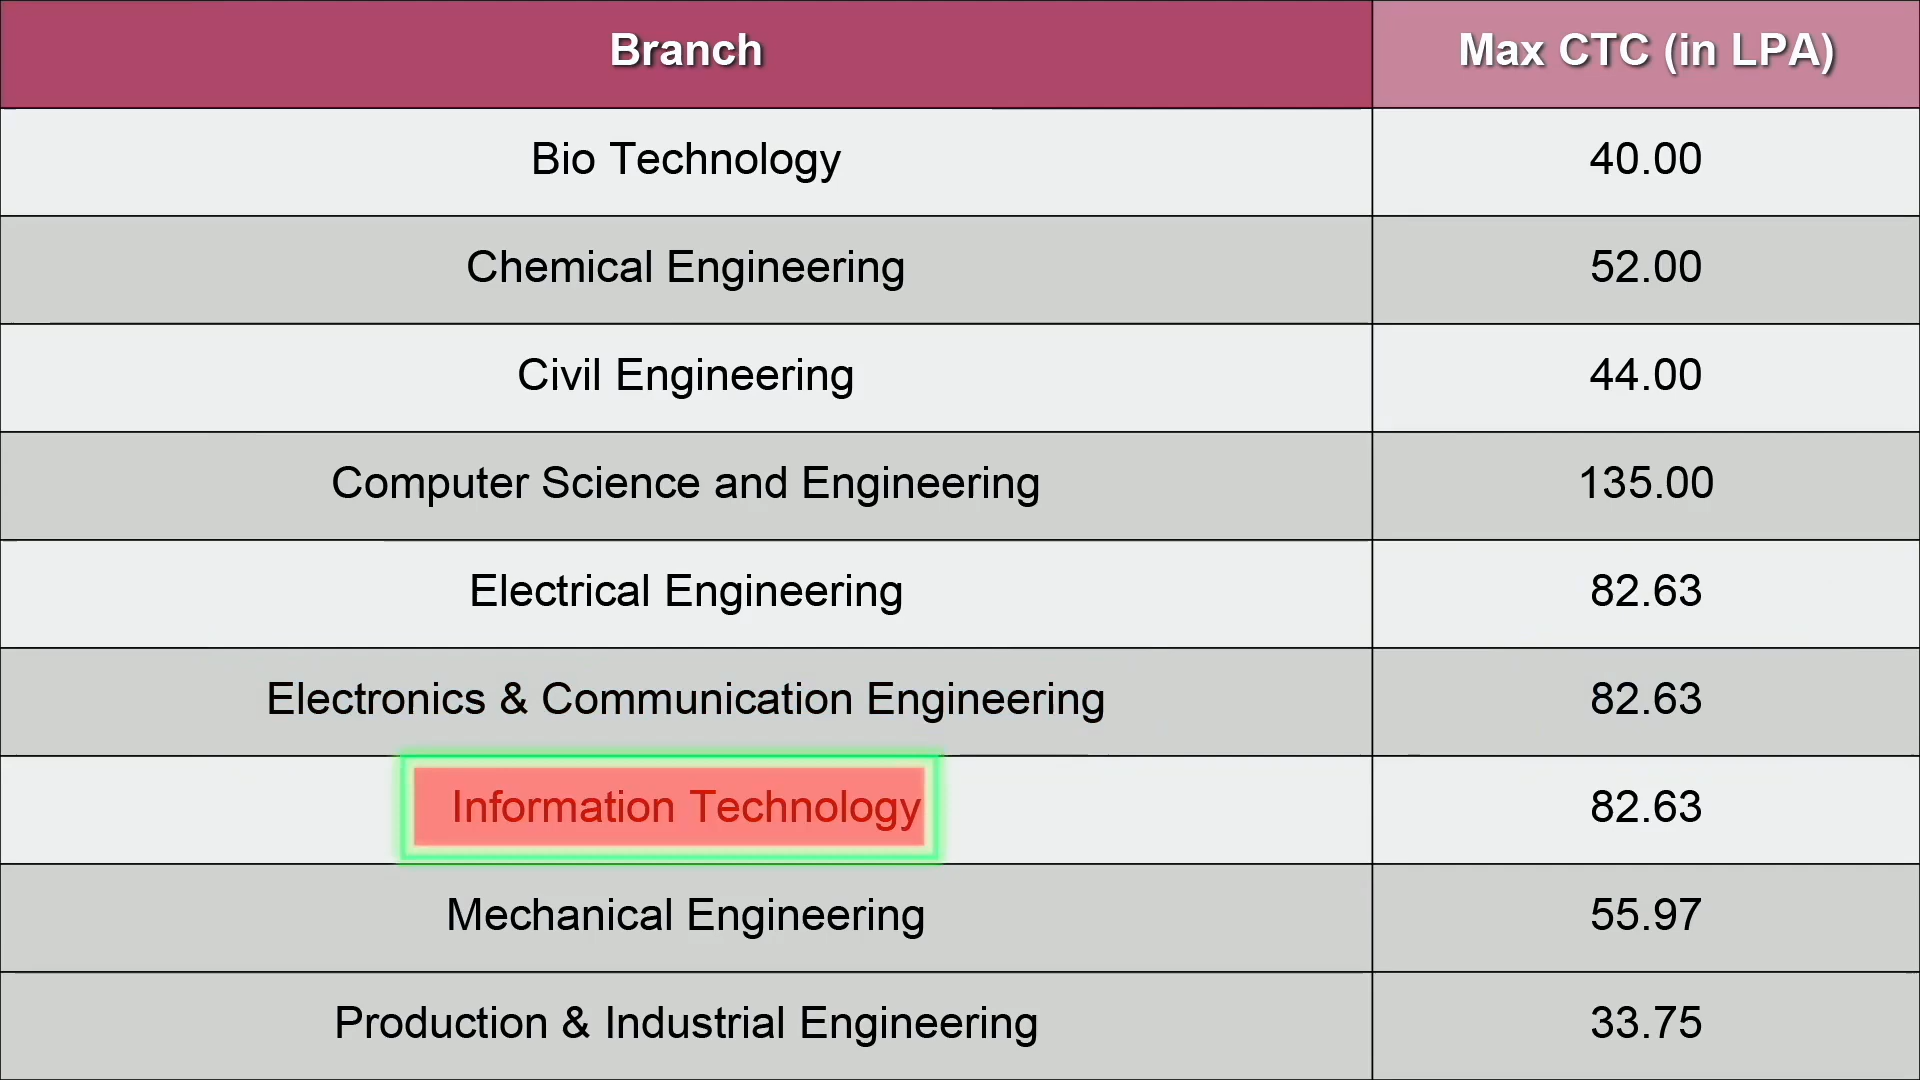 Branch Max CTC (in LPA)
Bio Technology 40.00
Chemical Engineering 52.00
Civil Engineering 44.00
Computer Science and Engineering 135.00
Electrical Engineering 82.63
Electronics & Communication Engineering 82.63
Information Technology 82.63
Mechanical Engineering 55.97
Production & Industrial Engineering 33.75